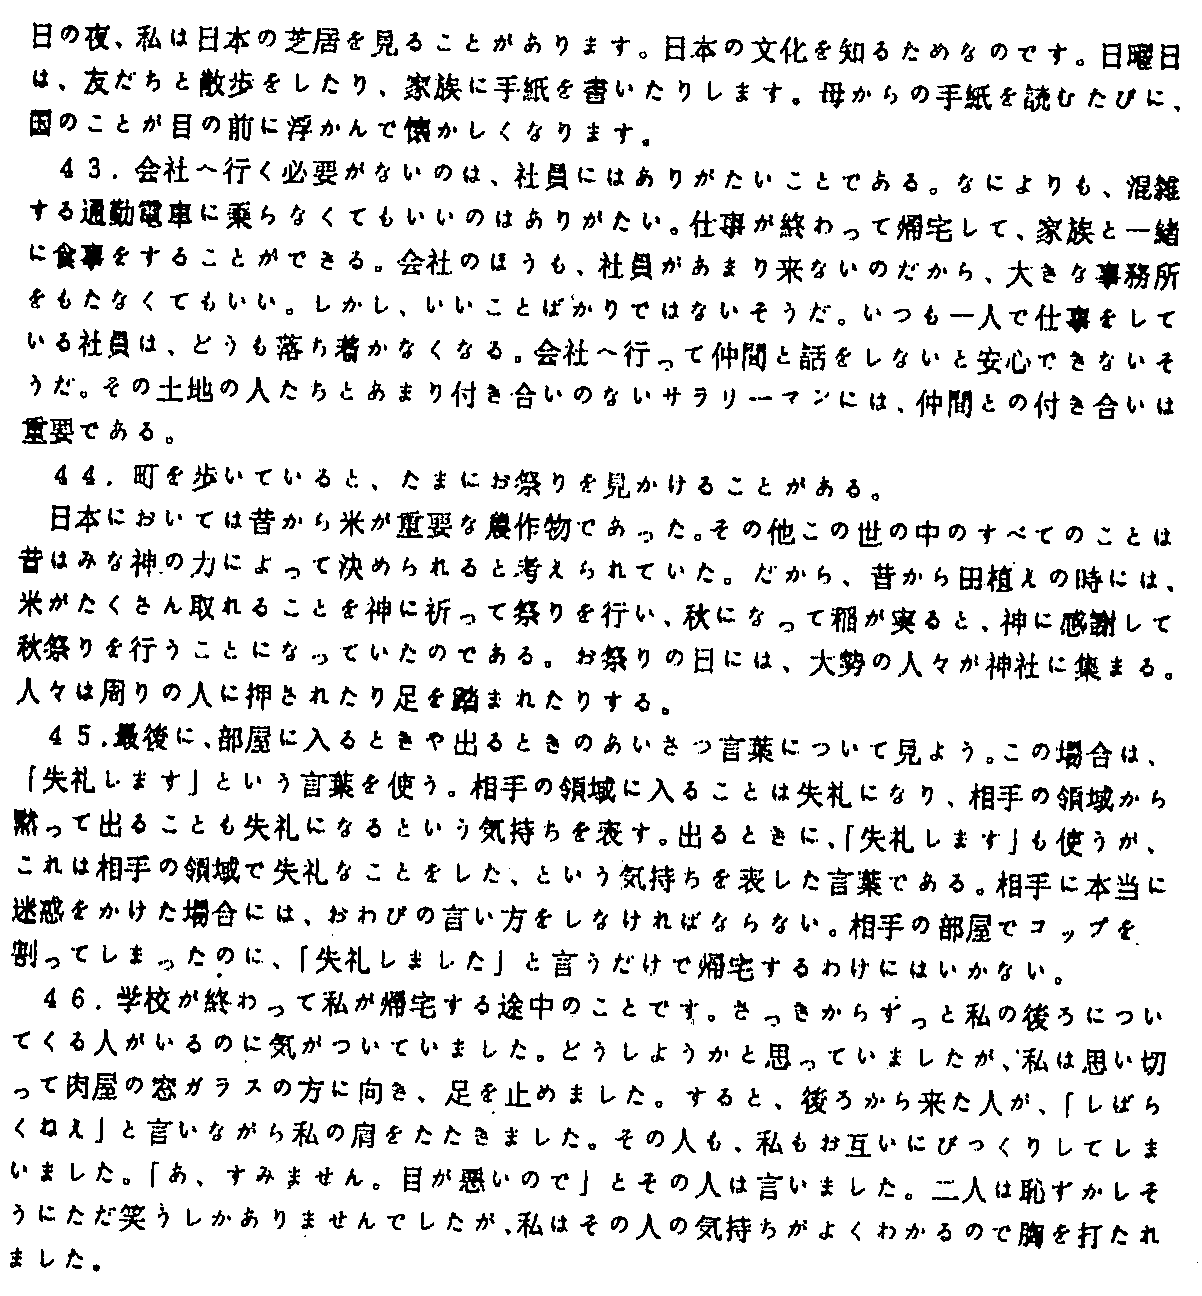 日の夜、私は日本の芝居を見ることがあります。日本の文化を知るためなのです。日曜日
は、友だちと散歩をしたり、家族に手紙を書いたりします。母からの手紙を読むたびに、
国のことが目の前に浮かんで懐かしくなります。
43.会社へ行く必要がないのは、社員にはありがたいことである。なによりも、混雑
する通勤電車に乗らなくてもいいのはありがたい。仕事が終わって帰宅して、家族と一緒
に食事をすることができる。会社のほうも、社員があまり来ないのだから、大きな事務所
をもたなくてもいい。しかし、いいことばかりではないそうだ。いつも一人で仕事をして
いる社員は、どうも落ち着かなくなる。会社へ行って仲間と話をしないと安心できないそ
うだ。その土地の人たちとあまり付き合いのないサラリーマンには、仲間との付き合いは
重要である。
44.町を歩いていると、たまにお祭りを見かけることがある。
日本においては昔から米が重要な農作物であった。その他この世の中のすべてのことは
昔はみな神の力によって決められると考えられていた。だから、昔から田植えの時には、
米がたくさん取れることを神に祈って祭りを行い、秋になって稲が実ると、神に感謝して
秋祭りを行うことになっていたのである。お祭りの日には、大勢の人々が神社に集まる。
人々は周りの人に押されたり足を踏まれたりする。
45.最後に、部屋に入るときや出るときのあいさつ言葉について見よう。この場合は、
「失礼します」という言葉を使う。相手の領域に入ることは失礼になり、相手の領域から
黙って出ることも失礼になるという気持ちを表す。出るときに、「失礼します」も使うが、
これは相手の領域で失礼なことをした、という気持ちを表した言葉である。相手に本当に
迷惑をかけた場合には、おわびの言い方をしなければならない。相手の部屋でコップを
割ってしまったのに、「失礼しました」と言うだけで帰宅するわけにはいかない。
46.学校が終わって私が帰宅する途中のことです。さっきからずっと私の後ろについ
てくる人がいるのに気がついていました。どうしようかと思っていましたが、私は思い切
って肉屋の窓ガラスの方に向き、足を止めました。すると、後ろから来た人が、「しばら
くねえ」と言いながら私の肩をたたきました。その人も、私もお互いにびっくりしてしま
いました。「あ、すみません。目が悪いので」とその人は言いました。二人は恥ずかしそ
うにただ笑うしかありませんでしたが、私はその人の気持ちがよくわかるので胸を打たれ
ました。